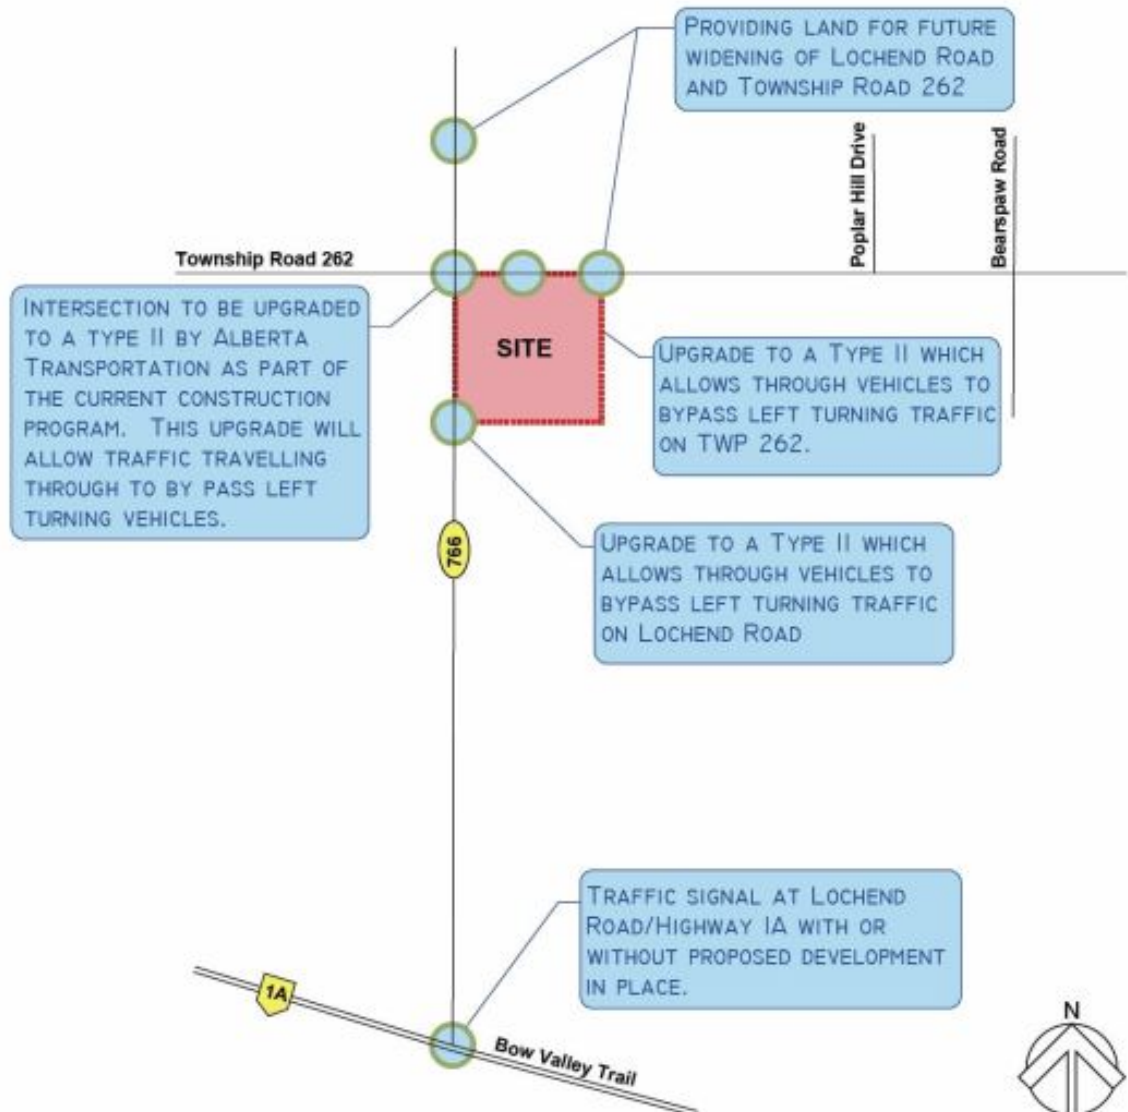 PROVIDING LAND FOR FUTURE
WIDENING OF LOCHEND ROAD
AND TOWNSHIP ROAD 262
Poplar Hill Drive
Bearspaw Road
Township Road 262
INTERSECTION TO BE UPGRADED
TO A TYPE II BY ALBERTA
TRANSPORTATION AS PART OF
THE CURRENT CONSTRUCTION
PROGRAM. THIS UPGRADE WILL
ALLOW TRAFFIC TRAVELLING
THROUGH TO BY PASS LEFT
TURNING VEHICLES.
SITE
UPGRADE TO A TYPE II WHICH
ALLOWS THROUGH VEHICLES TO
BYPASS LEFT TURNING TRAFFIC
ON TWP 262.
766
UPGRADE TO A TYPE II WHICH
ALLOWS THROUGH VEHICLES TO
BYPASS LEFT TURNING TRAFFIC
ON LOCHEND ROAD
TRAFFIC SIGNAL AT LOCHEND
ROAD/HIGHWAY 1A WITH OR
WITHOUT PROPOSED DEVELOPMENT
IN PLACE.
1A
Bow Valley Trail
N